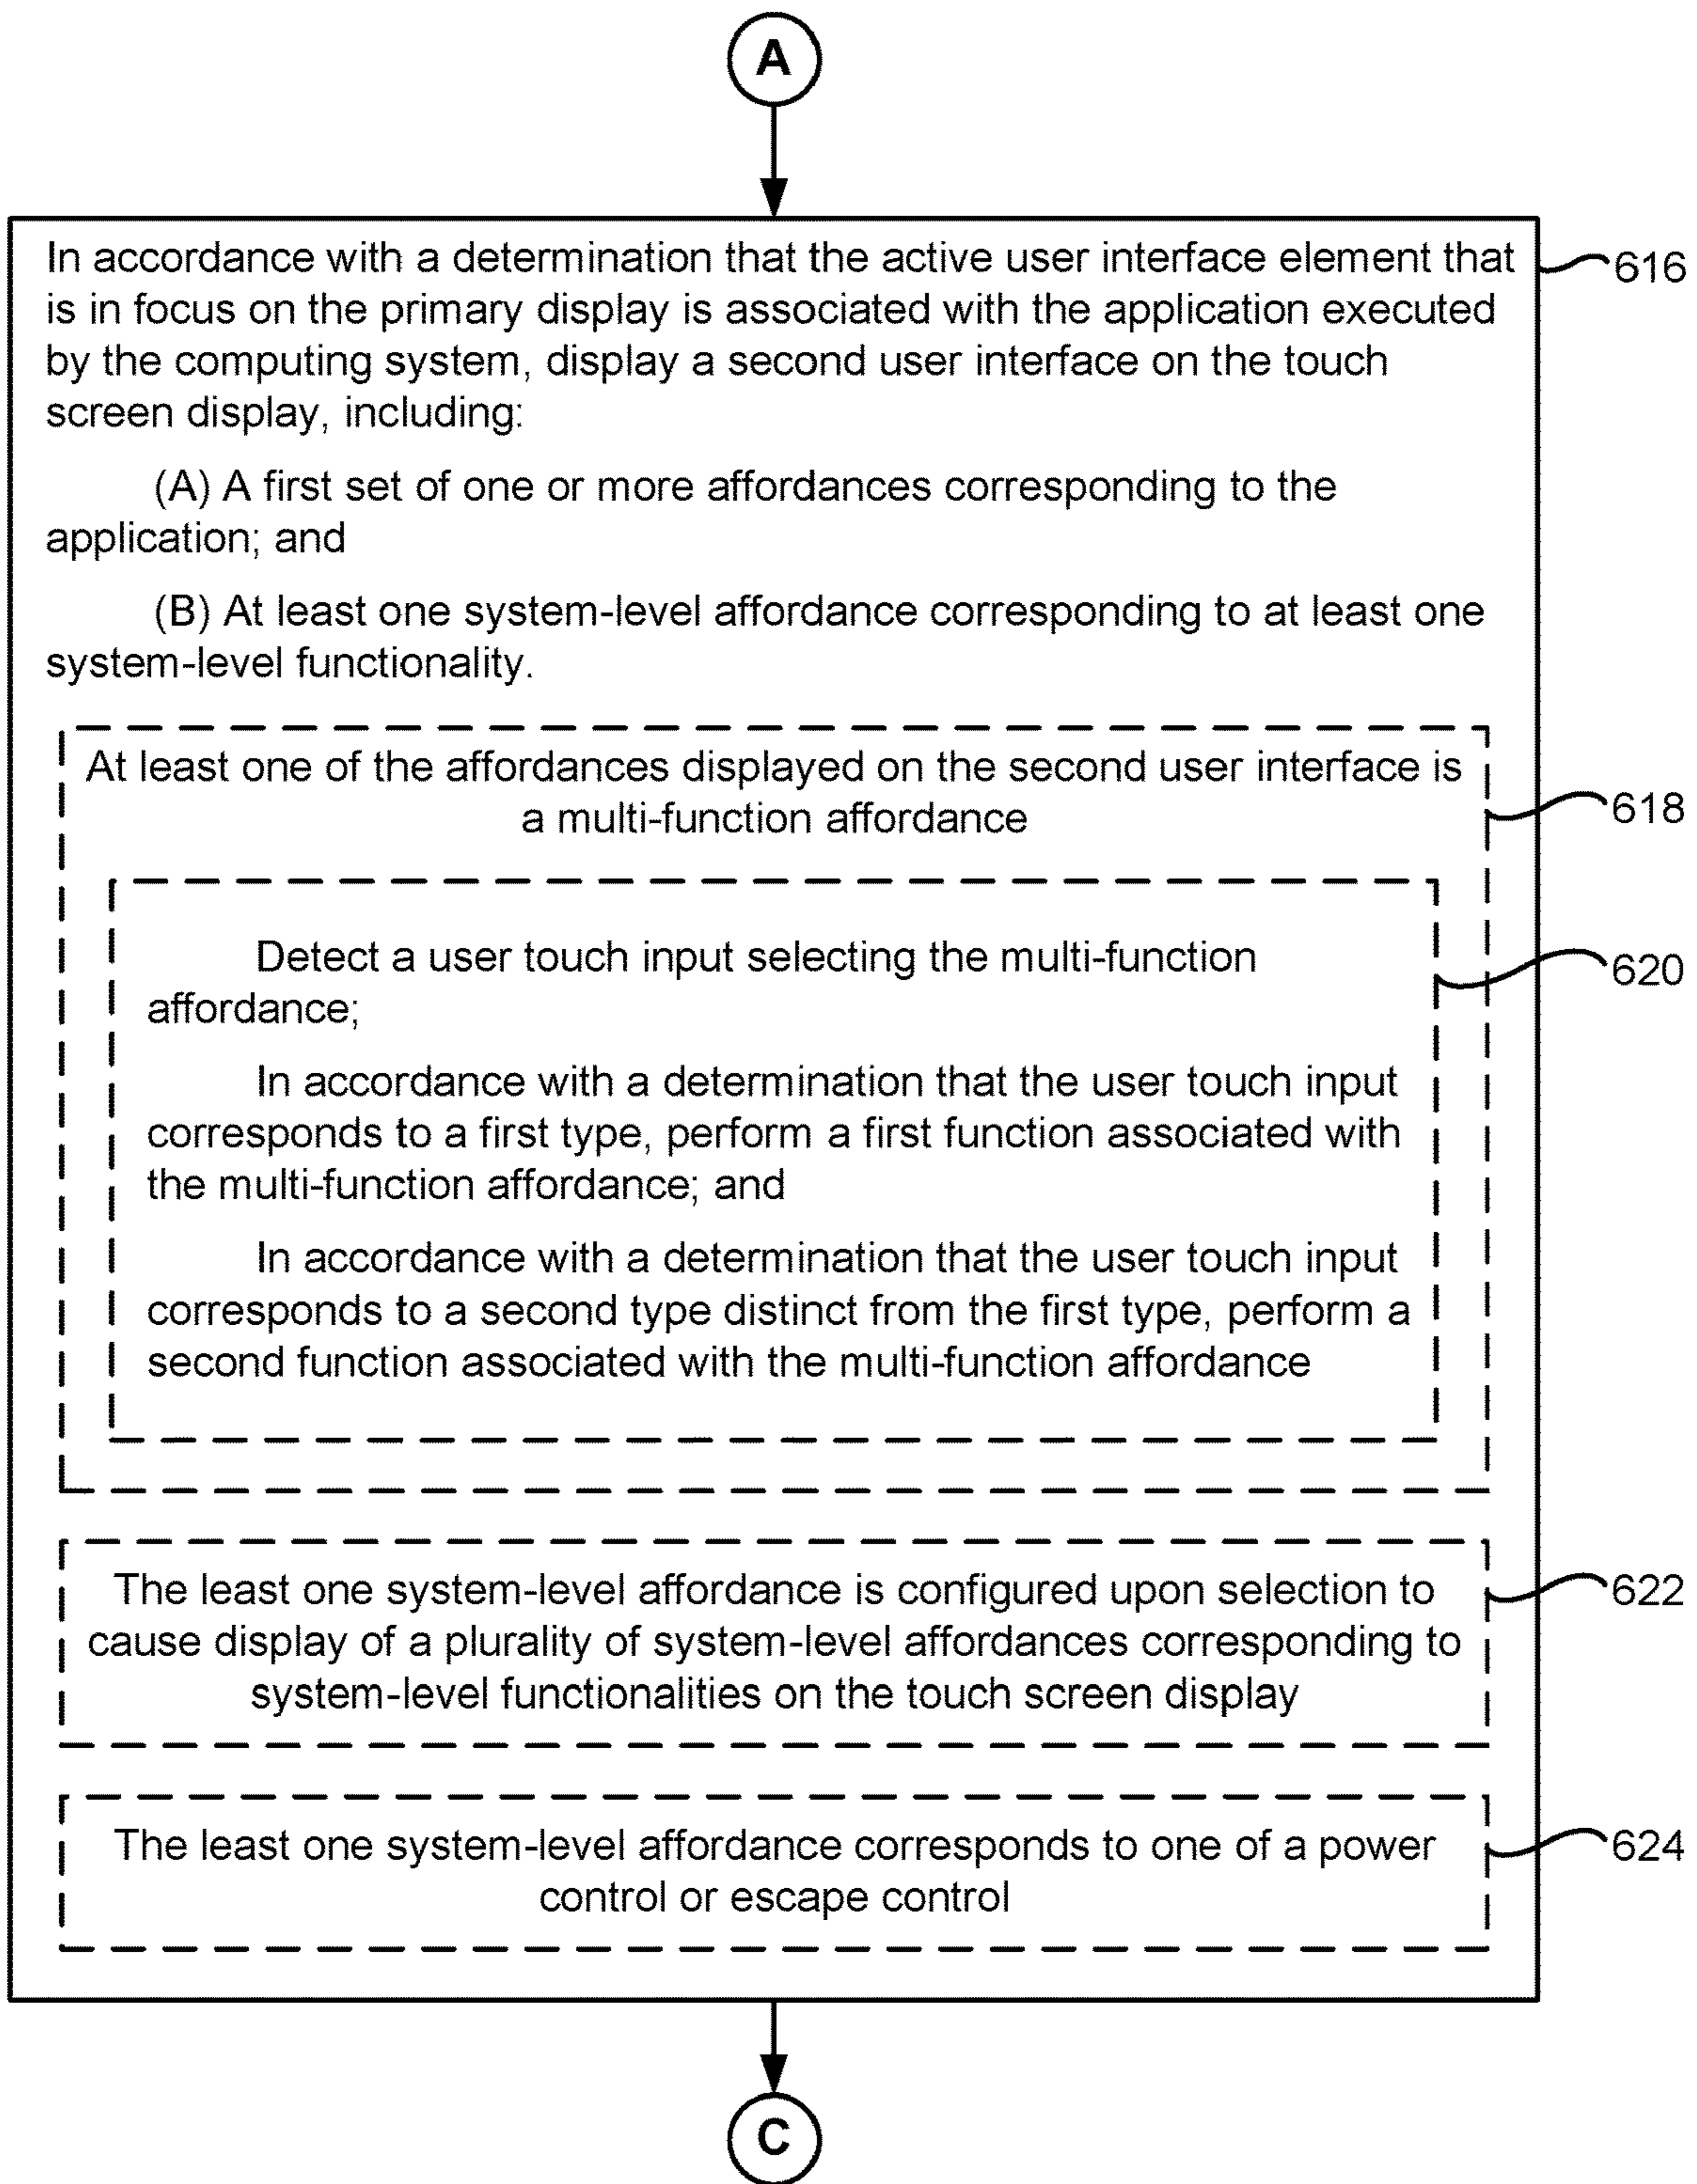 A
In accordance with a determination that the active user interface element that
is in focus on the primary display is associated with the application executed
by the computing system, display a second user interface on the touch
screen display, including:
(A) A first set of one or more affordances corresponding to the
application; and
(B) At least one system-level affordance corresponding to at least one
system-level functionality.
616
At least one of the affordances displayed on the second user interface is
a multi-function affordance
618
Detect a user touch input selecting the multi-function
affordance;
In accordance with a determination that the user touch input
corresponds to a first type, perform a first function associated with
the multi-function affordance; and
In accordance with a determination that the user touch input
corresponds to a second type distinct from the first type, perform a
second function associated with the multi-function affordance
620
The least one system-level affordance is configured upon selection to
cause display of a plurality of system-level affordances corresponding to
system-level functionalities on the touch screen display
622
The least one system-level affordance corresponds to one of a power
control or escape control
624
C